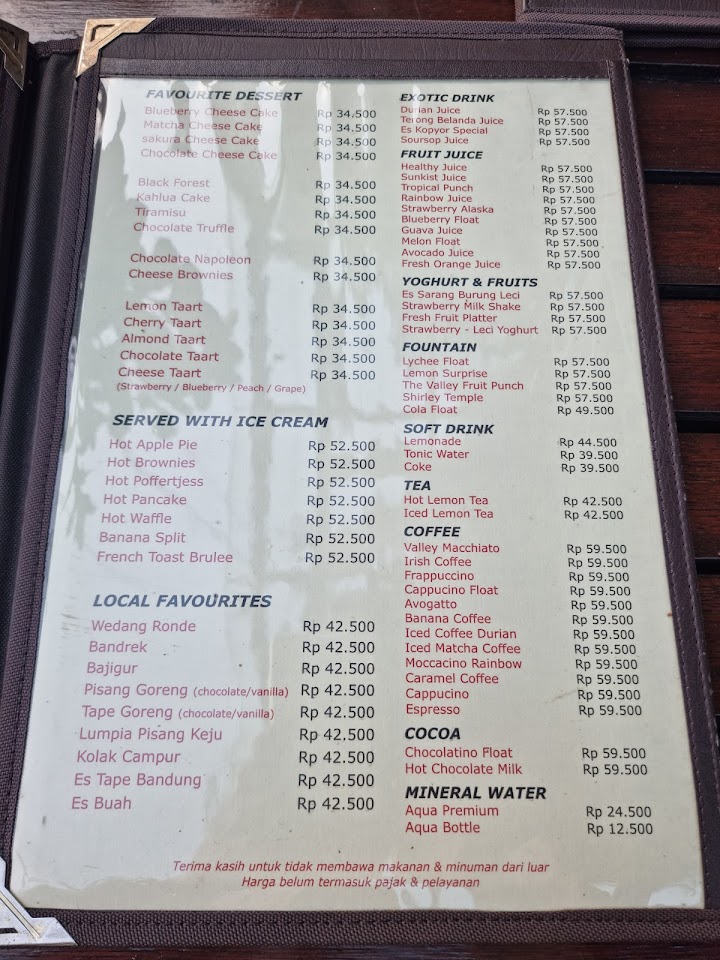 FAVOURITE DESSERT
Blueberry Cheese Cake Rp 34.500
Matcha Cheese Cake Rp 34.500
sakura Cheese Cake Rp 34.500
Chocolate Cheese Cake Rp 34.500
Black Forest Rp 34.500
Kahlua Cake Rp 34.500
Tiramisu Rp 34.500
Chocolate Truffle Rp 34.500
Chocolate Napoleon Rp 34.500
Cheese Brownies Rp 34.500
Lemon Taart Rp 34.500
Cherry Taart Rp 34.500
Almond Taart Rp 34.500
Chocolate Taart Rp 34.500
Cheese Taart Rp 34.500
(Strawberry / Blueberry / Peach / Grape)
SERVED WITH ICE CREAM
Hot Apple Pie Rp 52.500
Hot Brownies Rp 52.500
Hot Poffertjess Rp 52.500
Hot Pancake Rp 52.500
Hot Waffle Rp 52.500
Banana Split Rp 52.500
French Toast Brulee Rp 52.500
LOCAL FAVOURITES
Wedang Ronde Rp 42.500
Bandrek Rp 42.500
Bajigur Rp 42.500
Pisang Goreng (chocolate/vanilla) Rp 42.500
Tape Goreng (chocolate/vanilla) Rp 42.500
Lumpia Pisang Keju Rp 42.500
Kolak Campur Rp 42.500
Es Tape Bandung Rp 42.500
Es Buah Rp 42.500
EXOTIC DRINK
Durian Juice Rp 57.500
Terong Belanda Juice Rp 57.500
Es Kopyor Special Rp 57.500
Soursop Juice Rp 57.500
FRUIT JUICE
Healthy Juice Rp 57.500
Sunkist Juice Rp 57.500
Tropical Punch Rp 57.500
Rainbow Juice Rp 57.500
Strawberry Alaska Rp 57.500
Blueberry Float Rp 57.500
Guava Juice Rp 57.500
Melon Float Rp 57.500
Avocado Juice Rp 57.500
Fresh Orange Juice Rp 57.500
YOGHURT & FRUITS
Es Sarang Burung Leci Rp 57.500
Strawberry Milk Shake Rp 57.500
Fresh Fruit Platter Rp 57.500
Strawberry - Leci Yoghurt Rp 57.500
FOUNTAIN
Lychee Float Rp 57.500
Lemon Surprise Rp 57.500
The Valley Fruit Punch Rp 57.500
Shirley Temple Rp 57.500
Cola Float Rp 49.500
SOFT DRINK
Lemonade Rp 44.500
Tonic Water Rp 39.500
Coke Rp 39.500
TEA
Hot Lemon Tea Rp 42.500
Iced Lemon Tea Rp 42.500
COFFEE
Valley Macchiato Rp 59.500
Irish Coffee Rp 59.500
Frappuccino Rp 59.500
Cappucino Float Rp 59.500
Avogatto Rp 59.500
Banana Coffee Rp 59.500
Iced Coffee Durian Rp 59.500
Iced Matcha Coffee Rp 59.500
Moccacino Rainbow Rp 59.500
Caramel Coffee Rp 59.500
Cappucino Rp 59.500
Espresso Rp 59.500
COCOA
Chocolatino Float Rp 59.500
Hot Chocolate Milk Rp 59.500
MINERAL WATER
Aqua Premium Rp 24.500
Aqua Bottle Rp 12.500
Terima kasih untuk tidak membawa makanan & minuman dari luar
Harga belum termasuk pajak & pelayanan